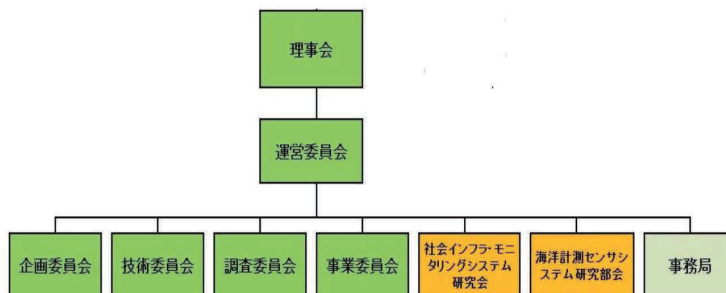 理事会
運営委員会
企画委員会
技術委員会
調査委員会
事業委員会
社会インフラ・モニ
タリングシステム
研究会
海洋計測センサシ
ステム研究部会
事務局